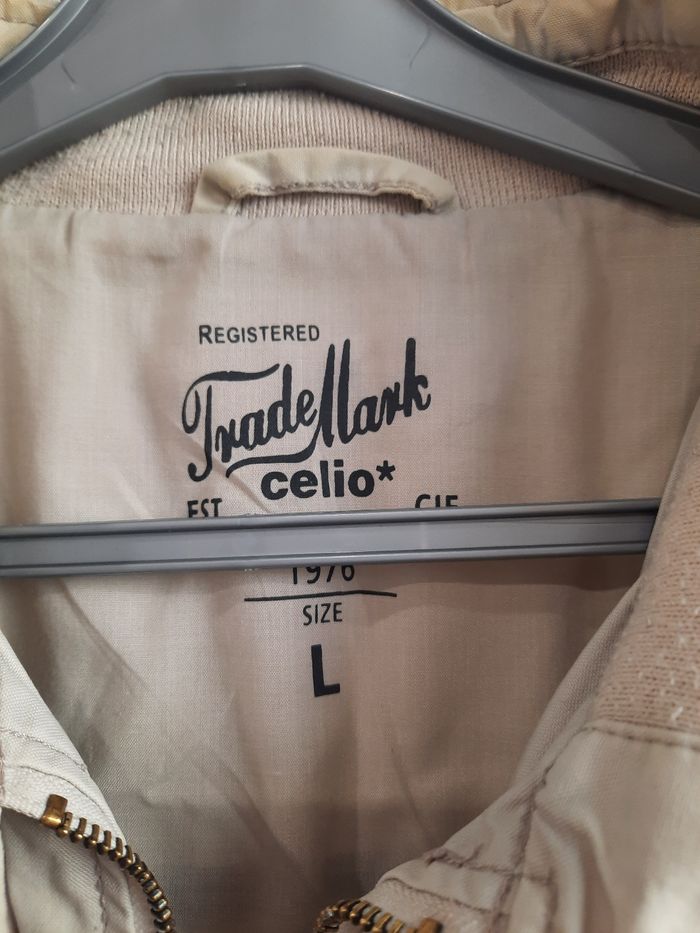 REGISTERED
TradeMark
celio*
EST CIE
1976
SIZE
L